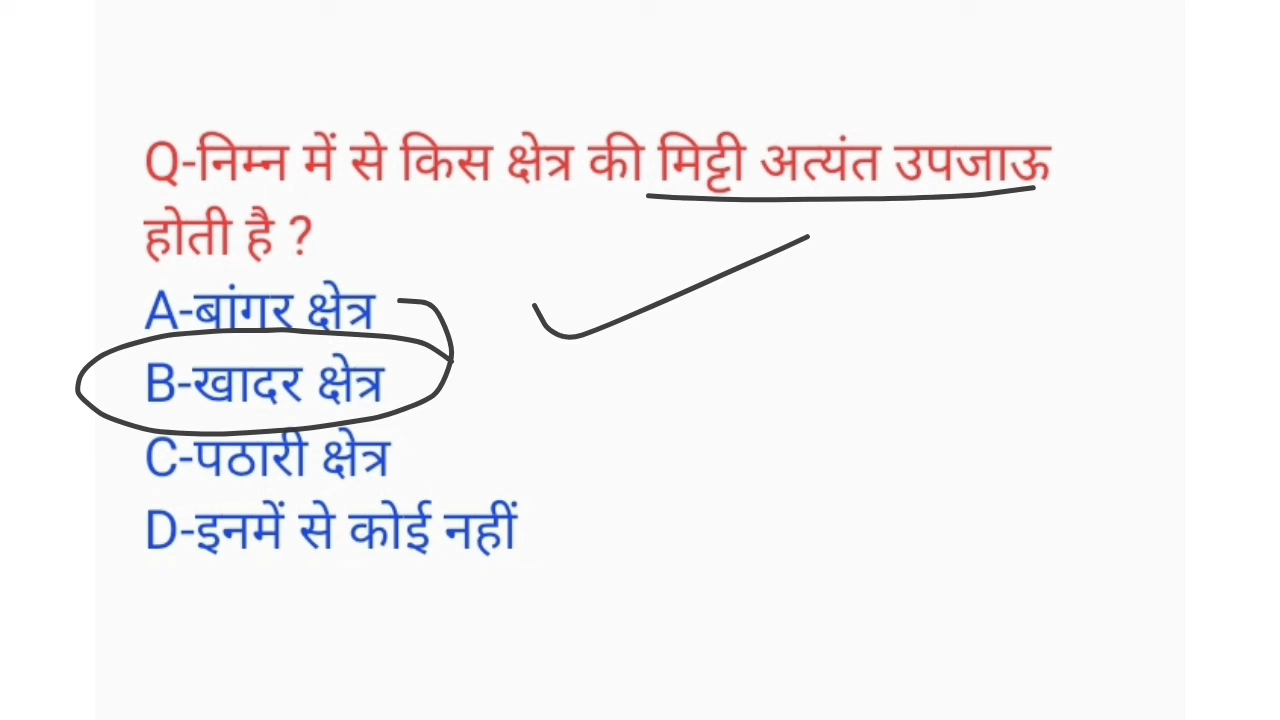 Q-निम्न में से किस क्षेत्र की मिट्टी अत्यंत उपजाऊ
होती है ?
A-बांगर क्षेत्र
B-खादर क्षेत्र
C-पठारी क्षेत्र
D-इनमें से कोई नहीं